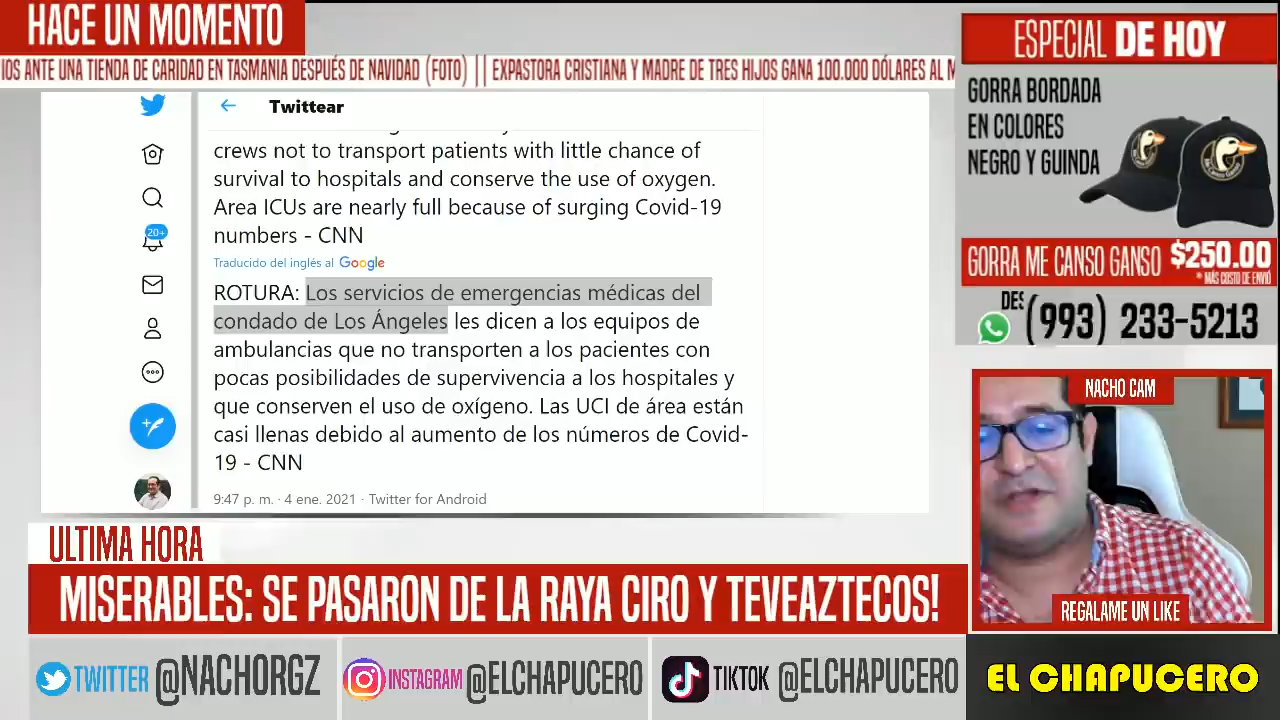 HACE UN MOMENTO
IOS ANTE UNA TIENDA DE CARIDAD EN TASMANIA DESPUÉS DE NAVIDAD (FOTO) || EXPASTORA CRISTIANA Y MADRE DE TRES HIJOS GANA 100.000 DÓLARES AL M
Twittear
crews not to transport patients with little chance of
survival to hospitals and conserve the use of oxygen.
Area ICUs are nearly full because of surging Covid-19
numbers - CNN
Traducido del inglés al Google
ROTURA: Los servicios de emergencias médicas del
condado de Los Ángeles les dicen a los equipos de
ambulancias que no transporten a los pacientes con
pocas posibilidades de supervivencia a los hospitales y
que conserven el uso de oxígeno. Las UCI de área están
casi llenas debido al aumento de los números de Covid-
19 - CNN
9:47 p. m. · 4 ene. 2021 · Twitter for Android
20+
ESPECIAL DE HOY
GORRA BORDADA
EN COLORES
NEGRO Y GUINDA
GORRA ME CANSO GANSO $250.00
* MÁS COSTO DE ENVIÓ
DES
(993) 233-5213
NACHO CAM
REGALAME UN LIKE
ULTIMA HORA
MISERABLES: SE PASARON DE LA RAYA CIRO Y TEVEAZTECOS!
TWITTER @NACHORGZ
INSTAGRAM @ELCHAPUCERO
TIKTOK @ELCHAPUCERO
EL CHAPUCERO